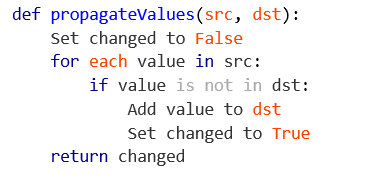 def propagateValues(src, dst):
    Set changed to False
    for each value in src:
        if value is not in dst:
            Add value to dst
            Set changed to True
    return changed